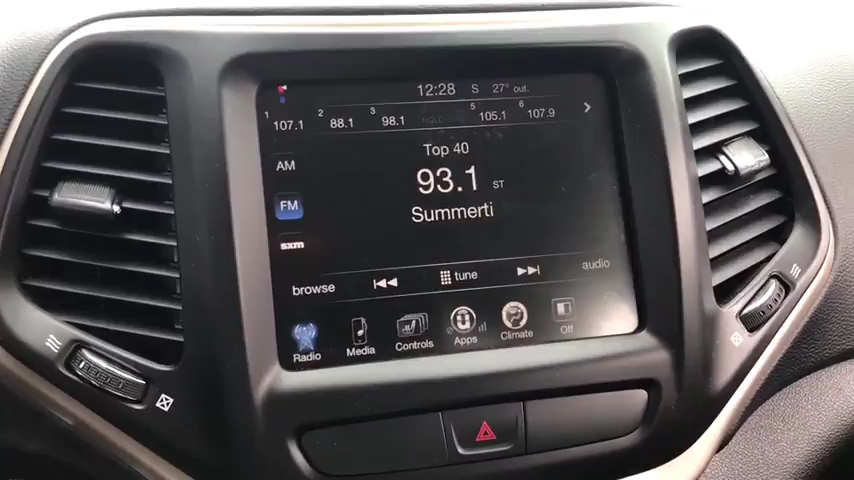 12:28 S 27° out.
1 107.1 2 88.1 3 98.1 5 105.1 6 107.9
Top 40
AM
93.1 ST
FM
Summerti
sxm
browse tune audio
Radio Media Controls Apps Climate Off